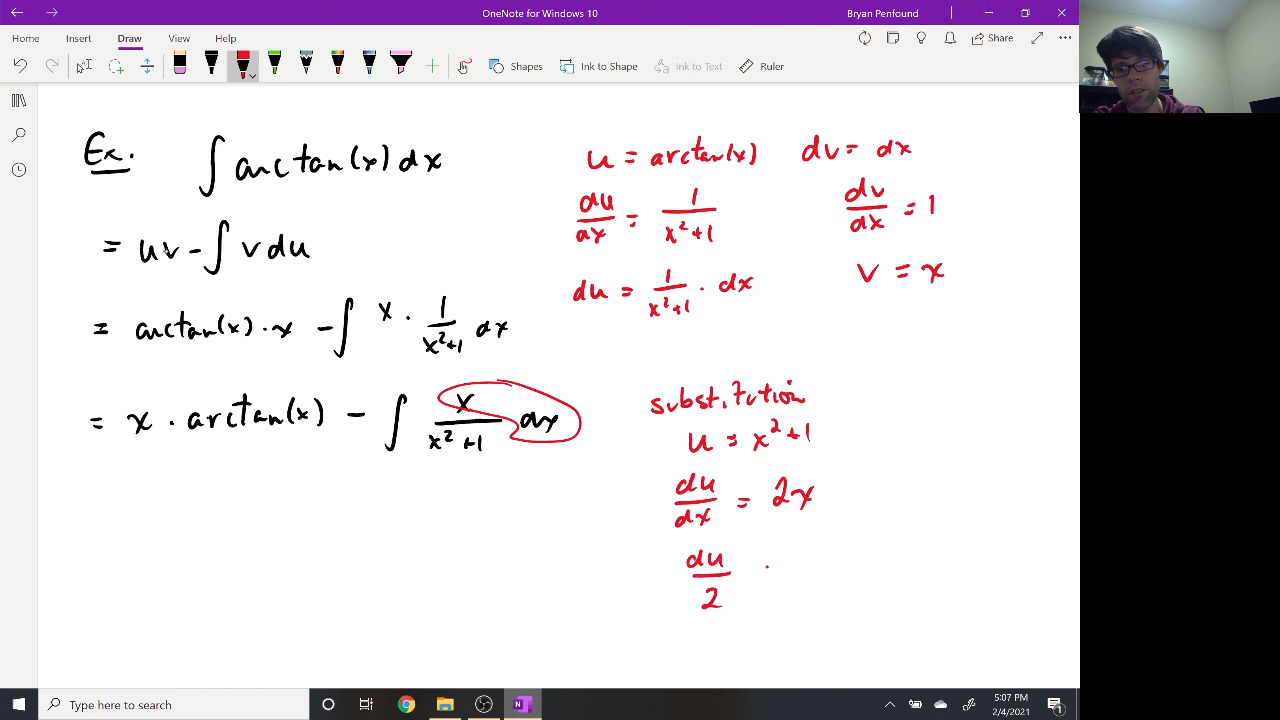 OneNote for Windows 10
Bryan Penfound
Home Insert Draw View Help
Share
Shapes Ink to Shape Ink to Text Ruler
Ex. ∫ arctan(x) dx
= uv - ∫ v du
= arctan(x) · x - ∫ x · 1/(x²+1) dx
= x · arctan(x) - ∫ x/(x²+1) dx
u = arctan(x) dv = dx
du/dx = 1/(x²+1) dv/dx = 1
du = 1/(x²+1) · dx v = x
substitution
u = x²+1
du/dx = 2x
du/2
Type here to search
5:07 PM
2/4/2021
1